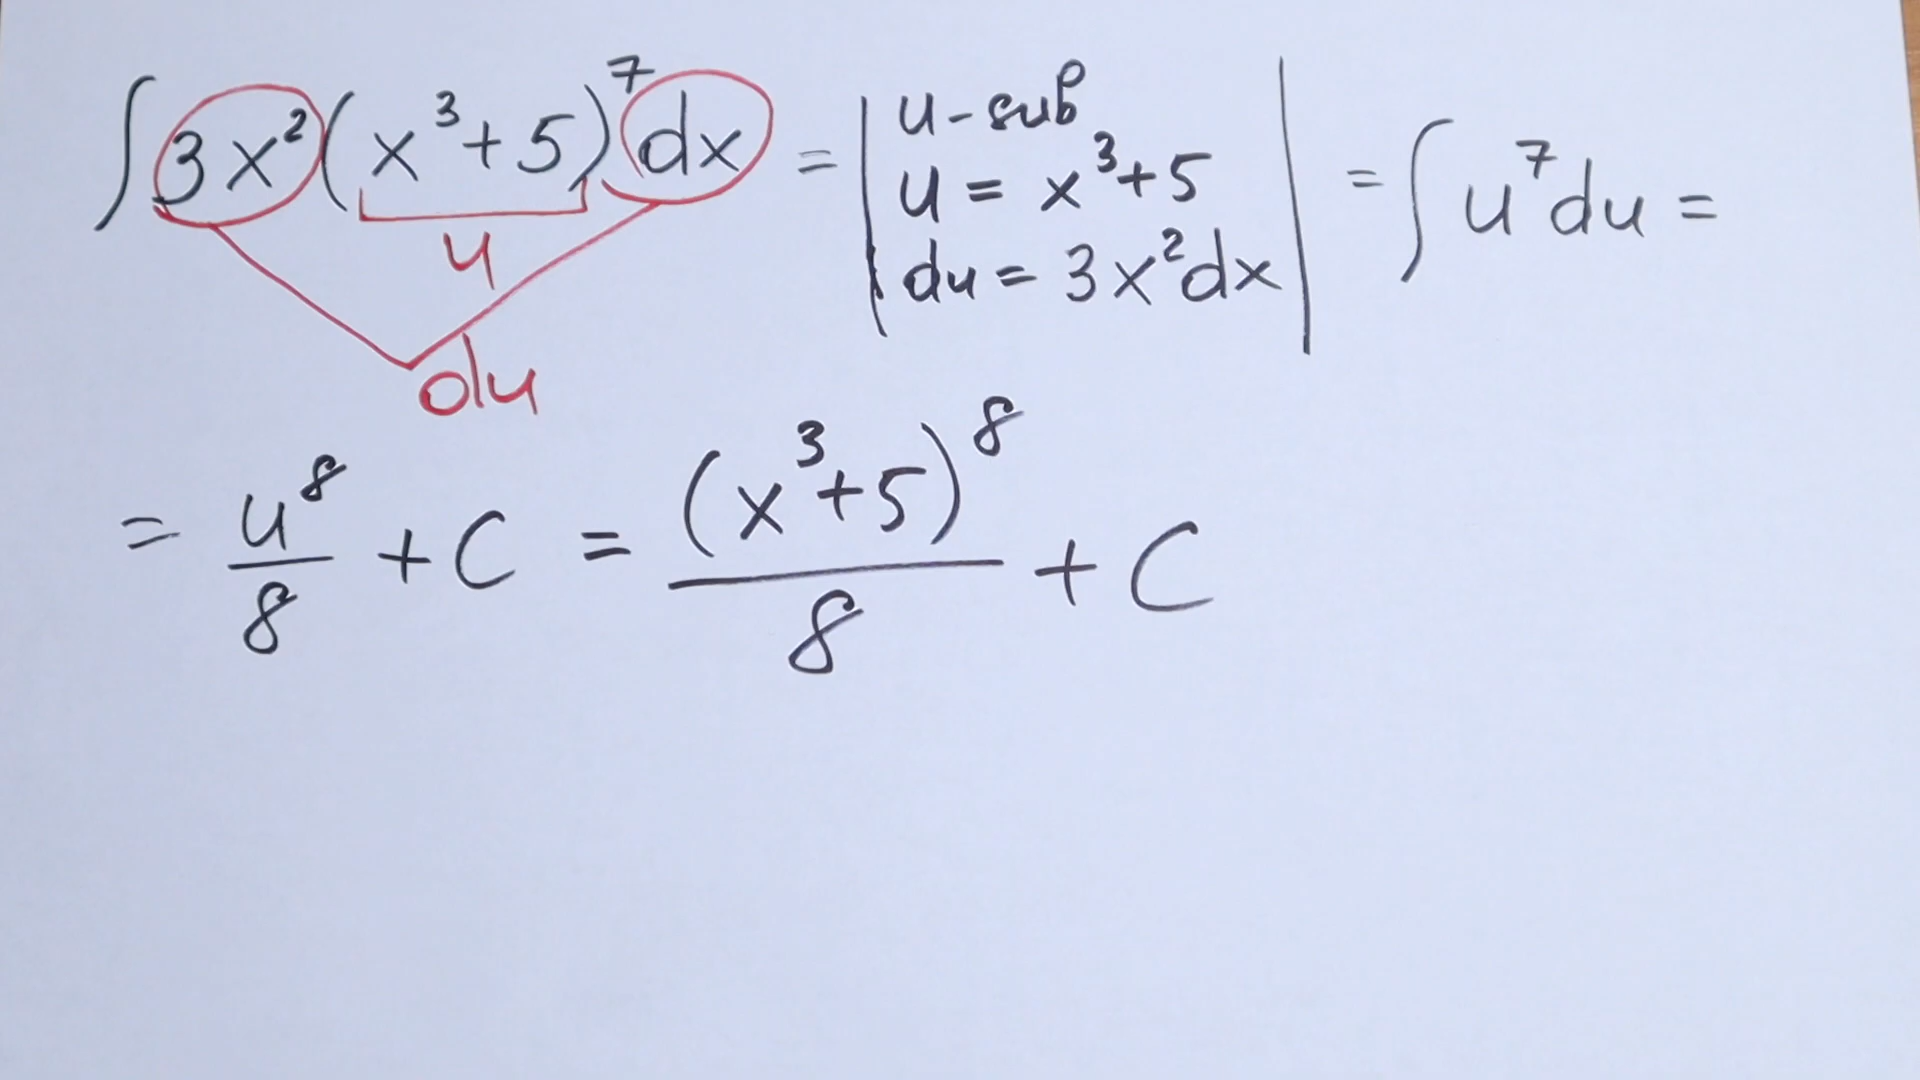 ∫ 3x²(x³+5)⁷dx = | u-sub u = x³+5 du = 3x²dx | = ∫ u⁷du =
u
du
= u⁸/8 + C = (x³+5)⁸/8 + C